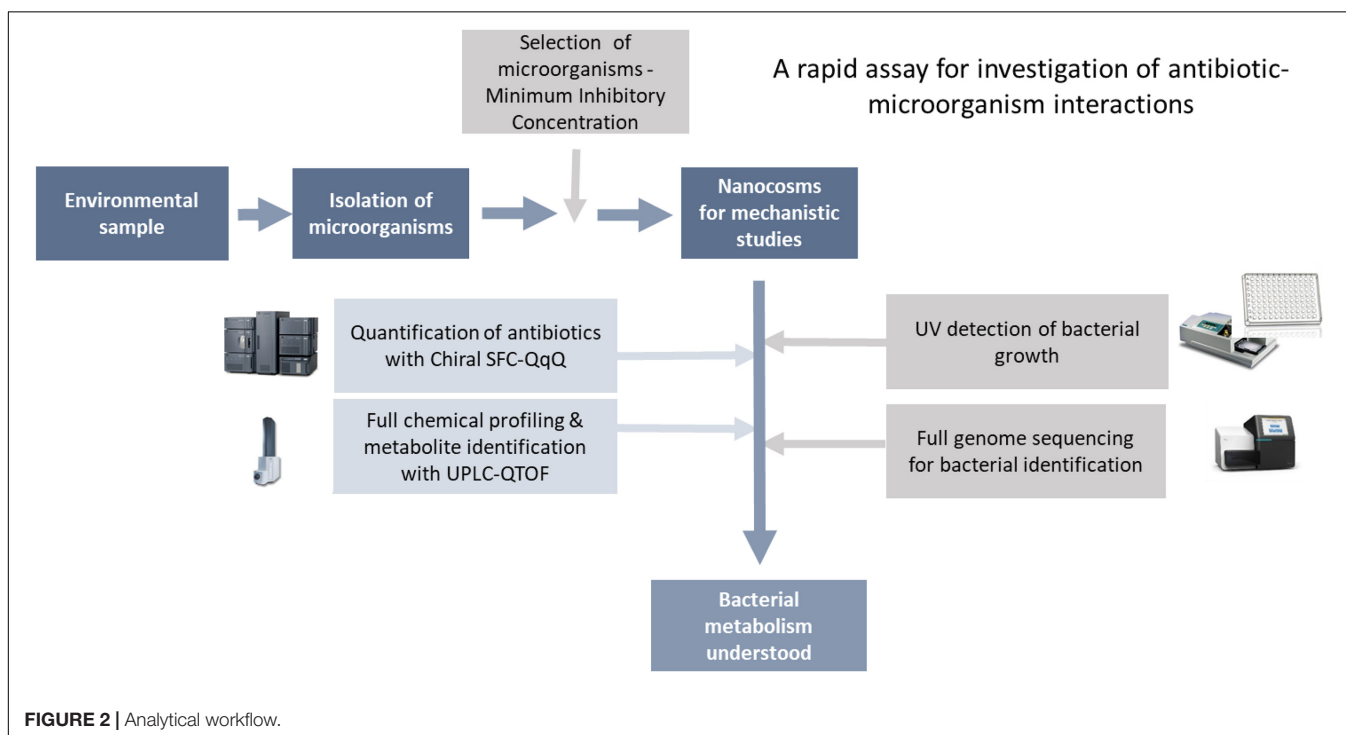 Selection of
microorganisms -
Minimum Inhibitory
Concentration
A rapid assay for investigation of antibiotic-
microorganism interactions
Environmental
sample
Isolation of
microorganisms
Nanocosms
for mechanistic
studies
Quantification of antibiotics
with Chiral SFC-QqQ
UV detection of bacterial
growth
Full chemical profiling &
metabolite identification
with UPLC-QTOF
Full genome sequencing
for bacterial identification
Bacterial
metabolism
understood
FIGURE 2 | Analytical workflow.